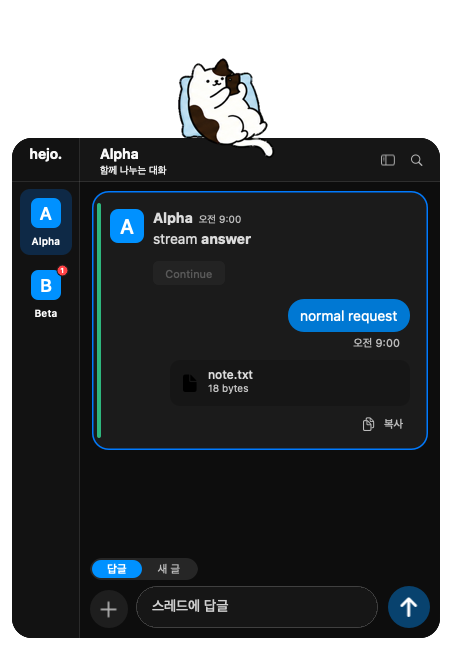 hejo.
Alpha
함께 나누는 대화
A
Alpha
B
1
Beta
A
Alpha 오전 9:00
stream answer
Continue
normal request
오전 9:00
note.txt
18 bytes
복사
답글
새 글
스레드에 답글